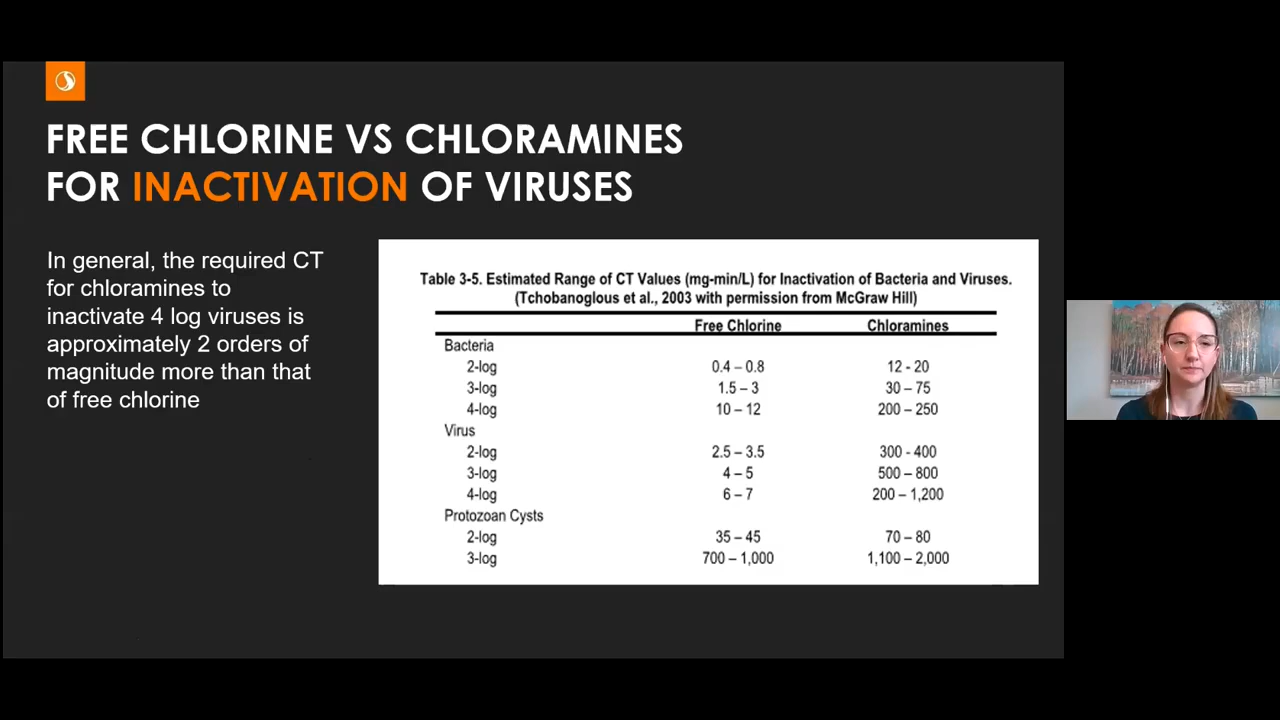 FREE CHLORINE VS CHLORAMINES
FOR INACTIVATION OF VIRUSES
In general, the required CT
for chloramines to
inactivate 4 log viruses is
approximately 2 orders of
magnitude more than that
of free chlorine
Table 3-5. Estimated Range of CT Values (mg-min/L) for Inactivation of Bacteria and Viruses.
(Tchobanoglous et al., 2003 with permission from McGraw Hill)
Free Chlorine Chloramines
Bacteria
2-log 0.4 – 0.8 12 - 20
3-log 1.5 – 3 30 – 75
4-log 10 – 12 200 – 250
Virus
2-log 2.5 – 3.5 300 - 400
3-log 4 – 5 500 – 800
4-log 6 – 7 200 – 1,200
Protozoan Cysts
2-log 35 – 45 70 – 80
3-log 700 – 1,000 1,100 – 2,000